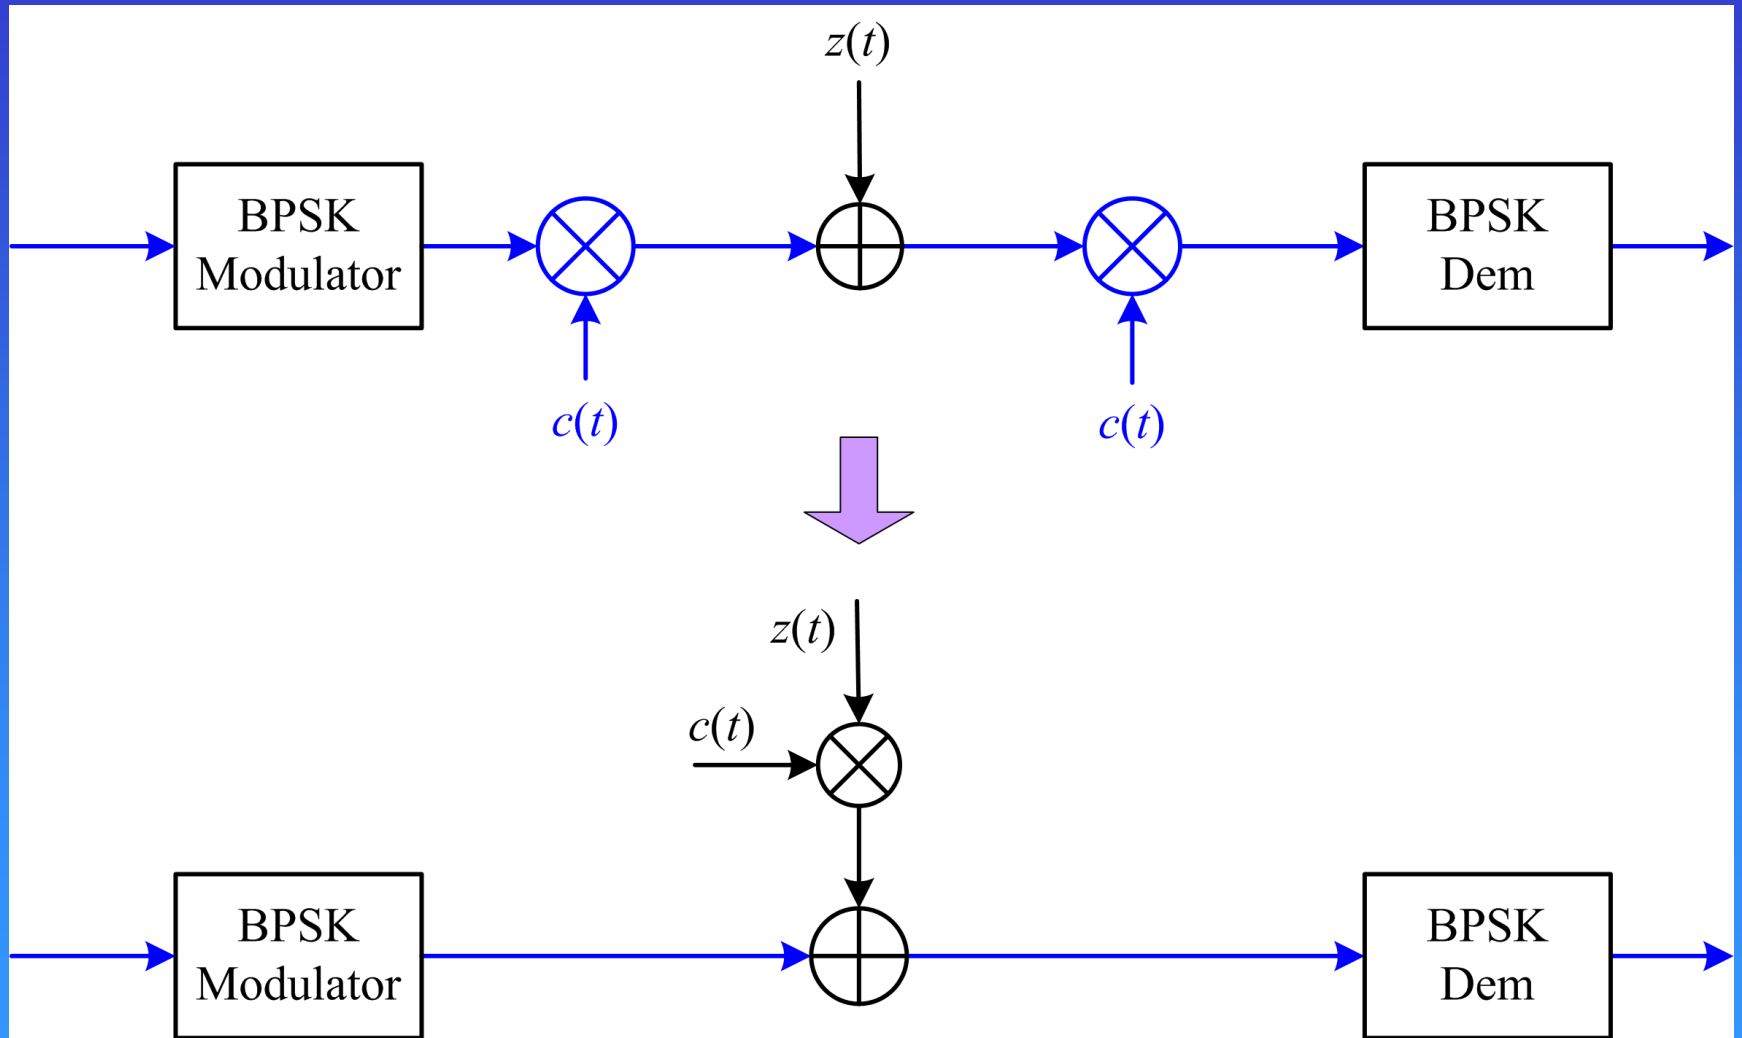 z(t)
BPSK
Modulator
BPSK
Dem
c(t)
c(t)
z(t)
c(t)
BPSK
Modulator
BPSK
Dem